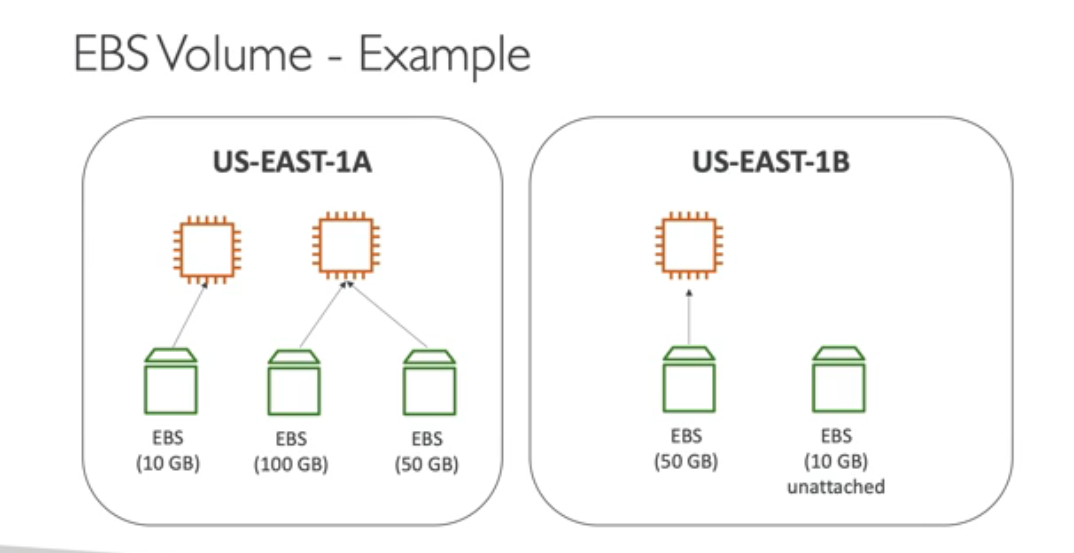 EBS Volume - Example
US-EAST-1A
EBS
(10 GB)
EBS
(100 GB)
EBS
(50 GB)
US-EAST-1B
EBS
(50 GB)
EBS
(10 GB)
unattached